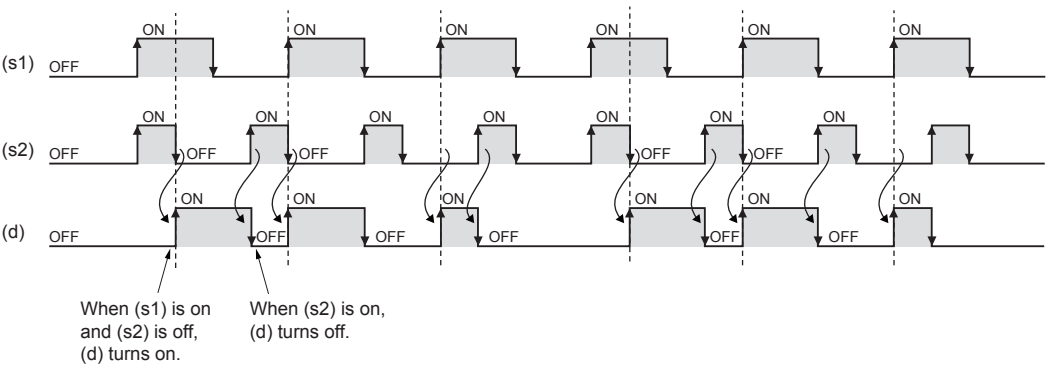 ON ON ON ON ON ON
(s1) OFF
ON ON ON ON ON ON ON ON
(s2) OFF OFF OFF OFF OFF
ON ON ON ON ON ON
(d) OFF OFF OFF OFF OFF OFF OFF
When (s1) is on
and (s2) is off,
(d) turns on.
When (s2) is on,
(d) turns off.